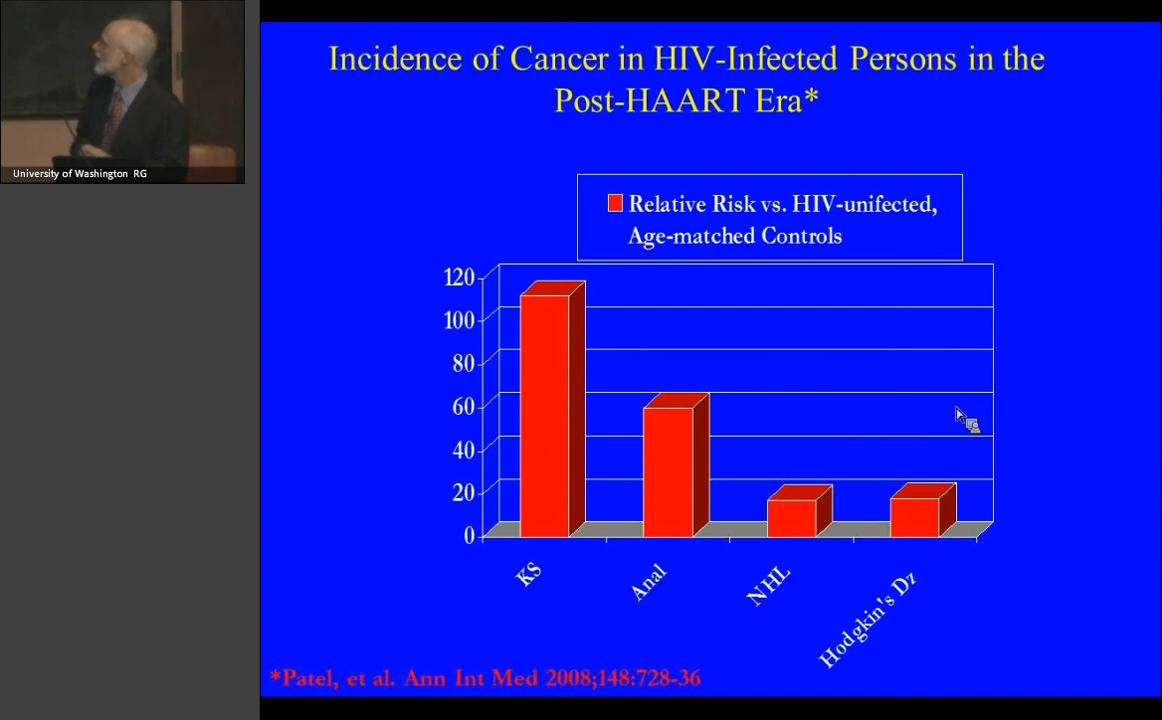 University of Washington RG
Incidence of Cancer in HIV-Infected Persons in the
Post-HAART Era*
Relative Risk vs. HIV-unifected,
Age-matched Controls
120
100
80
60
40
20
0
KS
Anal
NHL
Hodgkin's Dz
*Patel, et al. Ann Int Med 2008;148:728-36